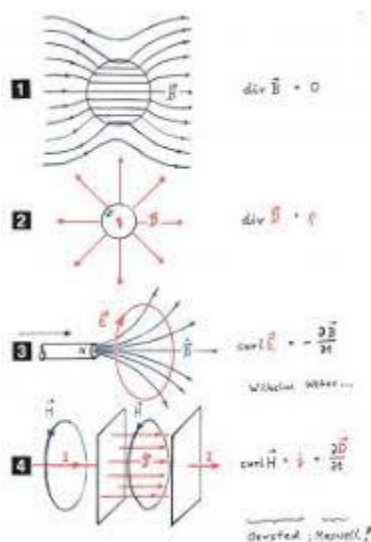 1
B⃗
div B⃗ = 0
2
D⃗
div D⃗ = ρ
3
E⃗
N
B⃗
curl E⃗ = - ∂B⃗/∂t
Wilhelm Weber ...
4
H⃗
H⃗
I
I
curl H⃗ = j⃗ + ∂D⃗/∂t
Oersted ; Maxwell